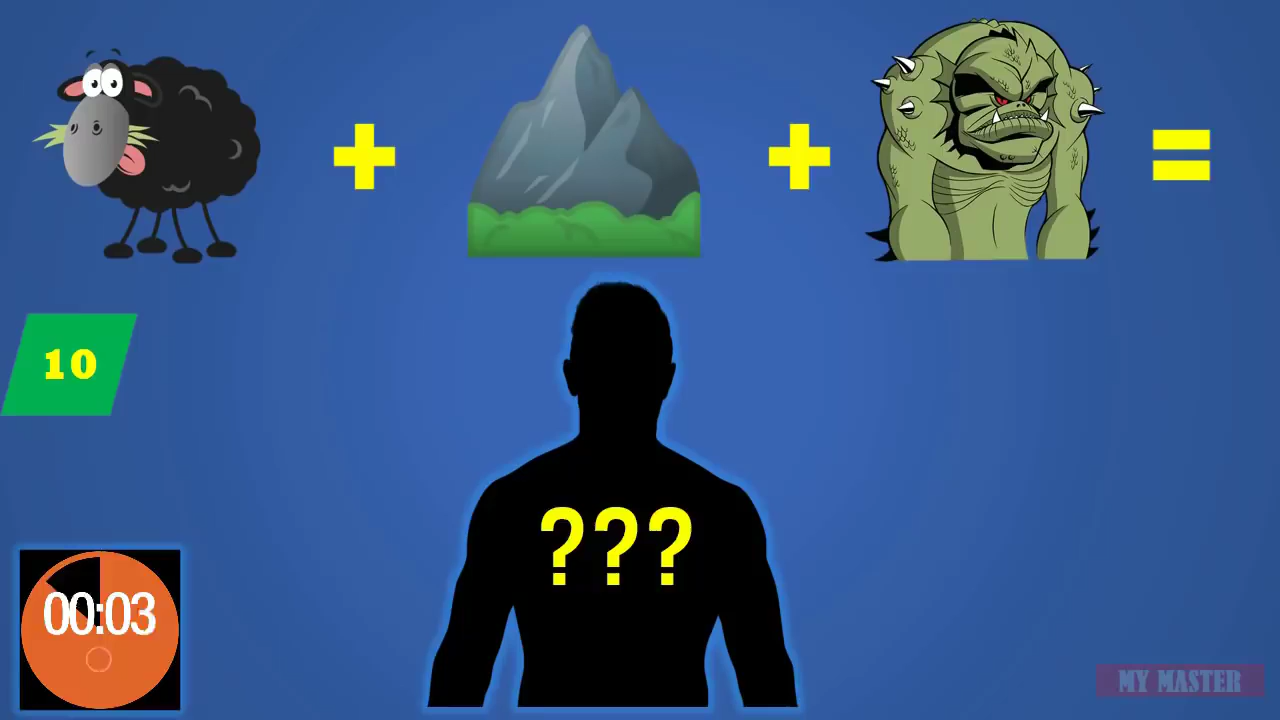 + + =
10
???
00:03
MY MASTER